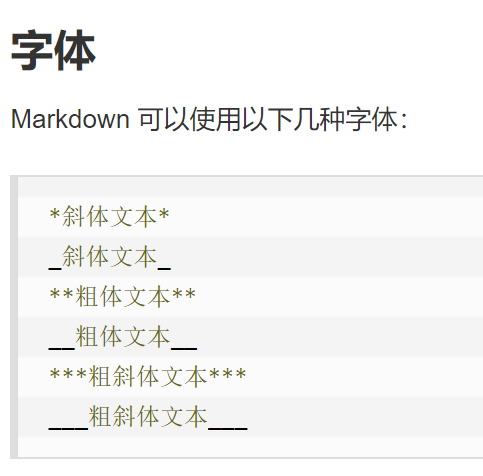 字体
Markdown 可以使用以下几种字体：
*斜体文本*
_斜体文本_
**粗体文本**
__粗体文本__
***粗斜体文本***
___粗斜体文本___